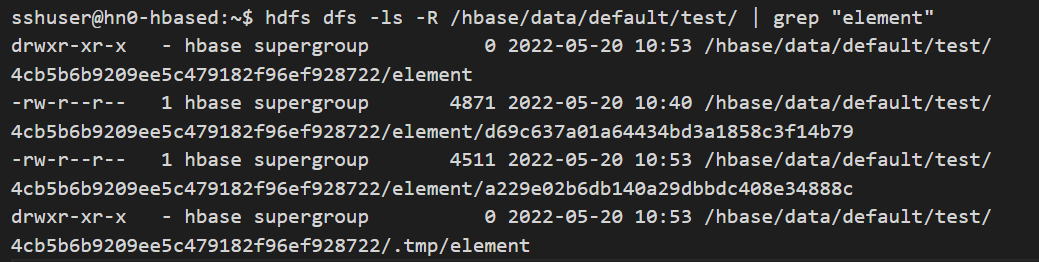 sshuser@hn0-hbased:~$ hdfs dfs -ls -R /hbase/data/default/test/ | grep "element"
drwxr-xr-x   - hbase supergroup          0 2022-05-20 10:53 /hbase/data/default/test/
4cb5b6b9209ee5c479182f96ef928722/element
-rw-r--r--   1 hbase supergroup       4871 2022-05-20 10:40 /hbase/data/default/test/
4cb5b6b9209ee5c479182f96ef928722/element/d69c637a01a64434bd3a1858c3f14b79
-rw-r--r--   1 hbase supergroup       4511 2022-05-20 10:53 /hbase/data/default/test/
4cb5b6b9209ee5c479182f96ef928722/element/a229e02b6db140a29dbbdc408e34888c
drwxr-xr-x   - hbase supergroup          0 2022-05-20 10:53 /hbase/data/default/test/
4cb5b6b9209ee5c479182f96ef928722/.tmp/element